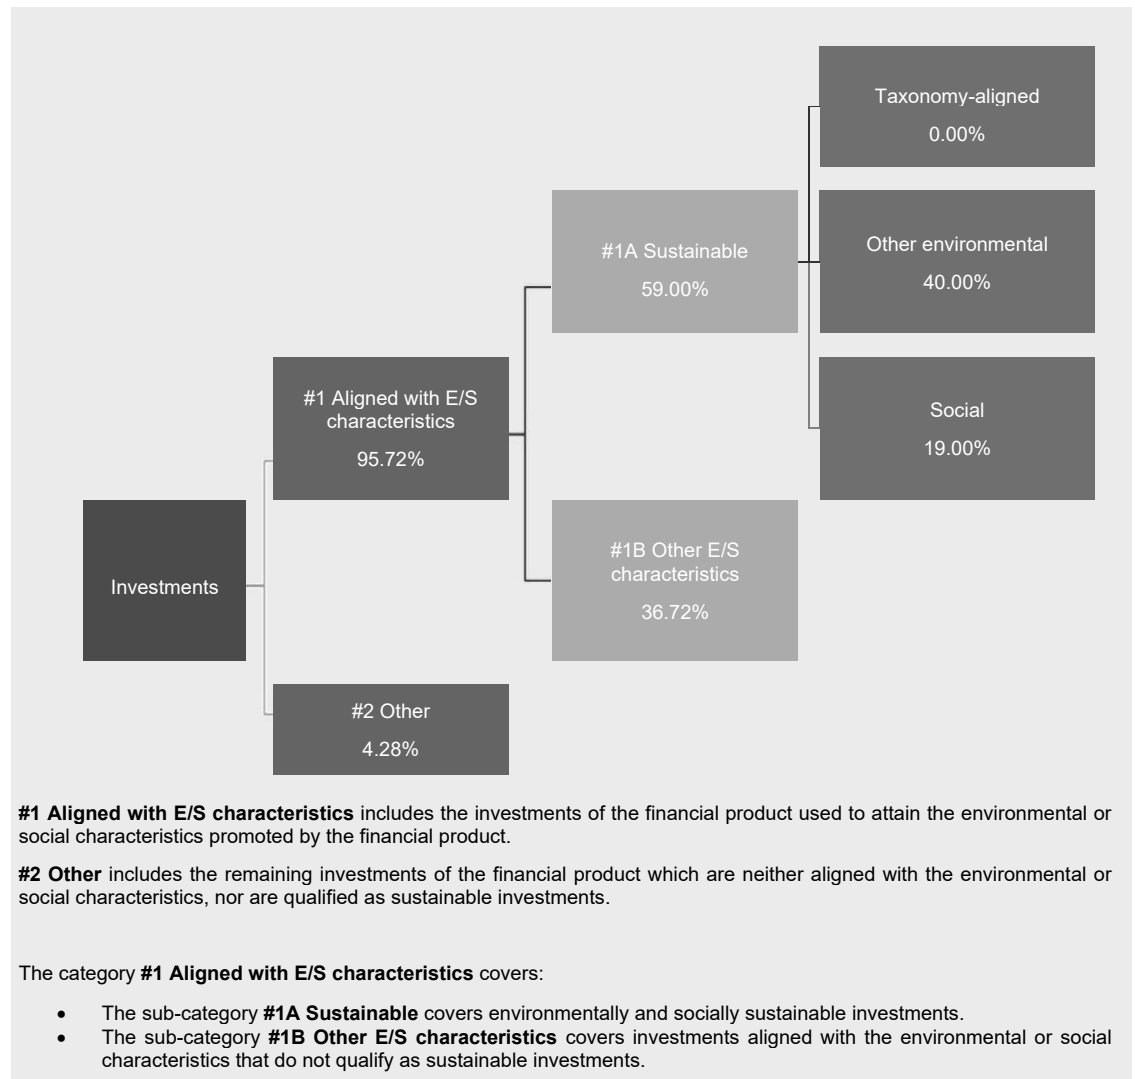 Taxonomy-aligned
0.00%
#1A Sustainable
59.00%
Other environmental
40.00%
#1 Aligned with E/S
characteristics
95.72%
Social
19.00%
Investments
#1B Other E/S
characteristics
36.72%
#2 Other
4.28%
#1 Aligned with E/S characteristics includes the investments of the financial product used to attain the environmental or
social characteristics promoted by the financial product.
#2 Other includes the remaining investments of the financial product which are neither aligned with the environmental or
social characteristics, nor are qualified as sustainable investments.
The category #1 Aligned with E/S characteristics covers:
• The sub-category #1A Sustainable covers environmentally and socially sustainable investments.
• The sub-category #1B Other E/S characteristics covers investments aligned with the environmental or social
characteristics that do not qualify as sustainable investments.